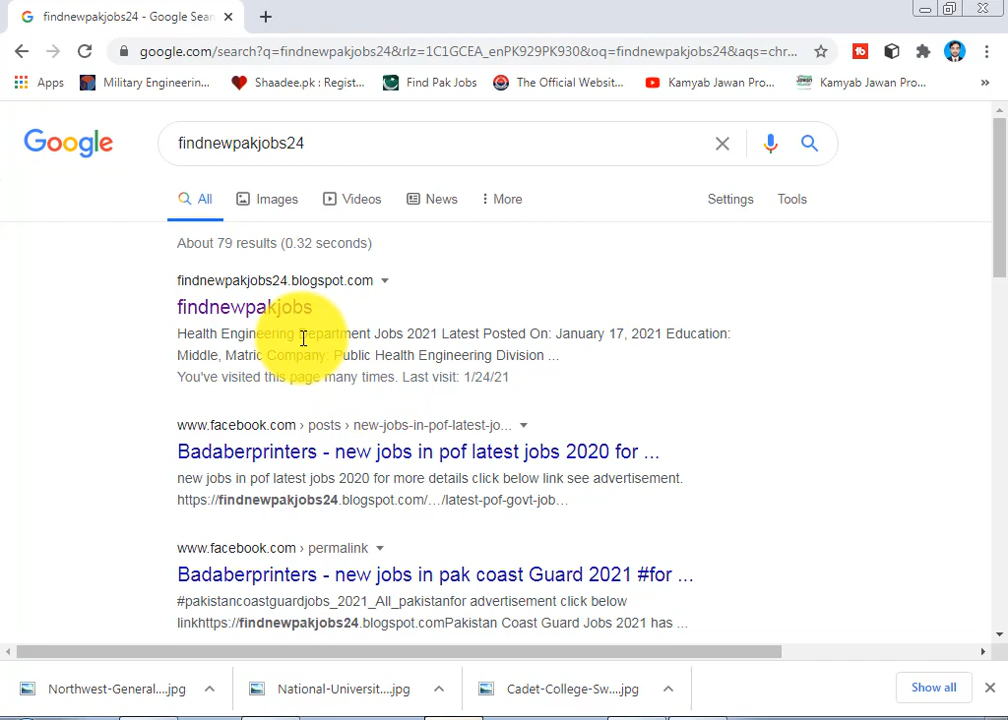 findnewpakjobs24 - Google Sear
google.com/search?q=findnewpakjobs24&rlz=1C1GCEA_enPK929PK930&oq=findnewpakjobs24&aqs=chr...
Apps Military Engineerin... Shaadee.pk : Regist... Find Pak Jobs The Official Website... Kamyab Jawan Pro... Kamyab Jawan Pro... »
Google findnewpakjobs24
All Images Videos News More Settings Tools
About 79 results (0.32 seconds)
findnewpakjobs24.blogspot.com
findnewpakjobs
Health Engineering Department Jobs 2021 Latest Posted On: January 17, 2021 Education:
Middle, Matric Company: Public Health Engineering Division ...
You've visited this page many times. Last visit: 1/24/21
www.facebook.com › posts › new-jobs-in-pof-latest-jo...
Badaberprinters - new jobs in pof latest jobs 2020 for ...
new jobs in pof latest jobs 2020 for more details click below link see advertisement.
https://findnewpakjobs24.blogspot.com/.../latest-pof-govt-job...
www.facebook.com › permalink
Badaberprinters - new jobs in pak coast Guard 2021 #for ...
#pakistancoastguardjobs_2021_All_pakistanfor advertisement click below
linkhttps://findnewpakjobs24.blogspot.comPakistan Coast Guard Jobs 2021 has ...
Northwest-General....jpg National-Universit....jpg Cadet-College-Sw....jpg Show all